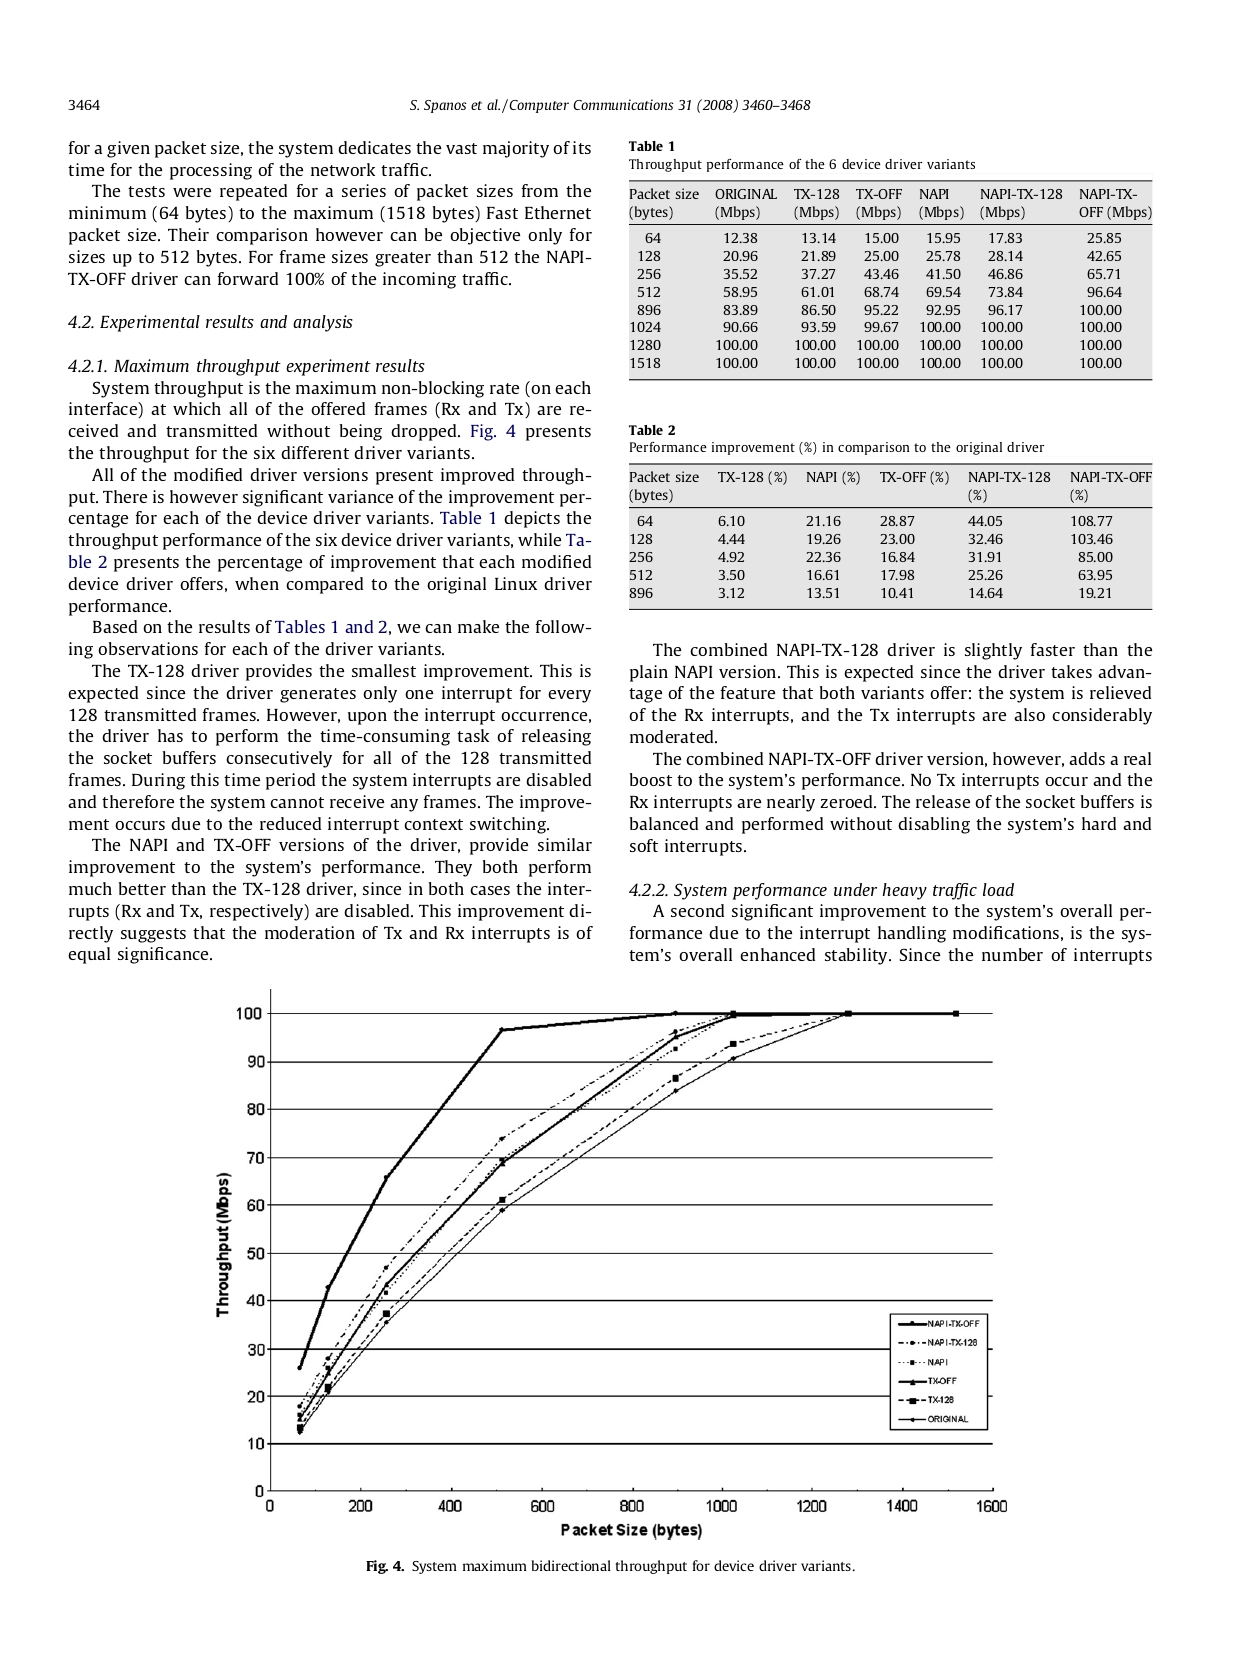 3464
S. Spanos et al. / Computer Communications 31 (2008) 3460–3468
for a given packet size, the system dedicates the vast majority of its
time for the processing of the network traffic.
The tests were repeated for a series of packet sizes from the
minimum (64 bytes) to the maximum (1518 bytes) Fast Ethernet
packet size. Their comparison however can be objective only for
sizes up to 512 bytes. For frame sizes greater than 512 the NAPI-
TX-OFF driver can forward 100% of the incoming traffic.
4.2. Experimental results and analysis
4.2.1. Maximum throughput experiment results
System throughput is the maximum non-blocking rate (on each
interface) at which all of the offered frames (Rx and Tx) are re-
ceived and transmitted without being dropped. Fig. 4 presents
the throughput for the six different driver variants.
All of the modified driver versions present improved through-
put. There is however significant variance of the improvement per-
centage for each of the device driver variants. Table 1 depicts the
throughput performance of the six device driver variants, while Ta-
ble 2 presents the percentage of improvement that each modified
device driver offers, when compared to the original Linux driver
performance.
Based on the results of Tables 1 and 2, we can make the follow-
ing observations for each of the driver variants.
The TX-128 driver provides the smallest improvement. This is
expected since the driver generates only one interrupt for every
128 transmitted frames. However, upon the interrupt occurrence,
the driver has to perform the time-consuming task of releasing
the socket buffers consecutively for all of the 128 transmitted
frames. During this time period the system interrupts are disabled
and therefore the system cannot receive any frames. The improve-
ment occurs due to the reduced interrupt context switching.
The NAPI and TX-OFF versions of the driver, provide similar
improvement to the system's performance. They both perform
much better than the TX-128 driver, since in both cases the inter-
rupts (Rx and Tx, respectively) are disabled. This improvement di-
rectly suggests that the moderation of Tx and Rx interrupts is of
equal significance.
Table 1
Throughput performance of the 6 device driver variants
Packet size ORIGINAL TX-128 TX-OFF NAPI NAPI-TX-128 NAPI-TX-
(bytes) (Mbps) (Mbps) (Mbps) (Mbps) (Mbps) OFF (Mbps)
64 12.38 13.14 15.00 15.95 17.83 25.85
128 20.96 21.89 25.00 25.78 28.14 42.65
256 35.52 37.27 43.46 41.50 46.86 65.71
512 58.95 61.01 68.74 69.54 73.84 96.64
896 83.89 86.50 95.22 92.95 96.17 100.00
1024 90.66 93.59 99.67 100.00 100.00 100.00
1280 100.00 100.00 100.00 100.00 100.00 100.00
1518 100.00 100.00 100.00 100.00 100.00 100.00
Table 2
Performance improvement (%) in comparison to the original driver
Packet size TX-128 (%) NAPI (%) TX-OFF (%) NAPI-TX-128 NAPI-TX-OFF
(bytes) (%) (%)
64 6.10 21.16 28.87 44.05 108.77
128 4.44 19.26 23.00 32.46 103.46
256 4.92 22.36 16.84 31.91 85.00
512 3.50 16.61 17.98 25.26 63.95
896 3.12 13.51 10.41 14.64 19.21
The combined NAPI-TX-128 driver is slightly faster than the
plain NAPI version. This is expected since the driver takes advan-
tage of the feature that both variants offer: the system is relieved
of the Rx interrupts, and the Tx interrupts are also considerably
moderated.
The combined NAPI-TX-OFF driver version, however, adds a real
boost to the system's performance. No Tx interrupts occur and the
Rx interrupts are nearly zeroed. The release of the socket buffers is
balanced and performed without disabling the system's hard and
soft interrupts.
4.2.2. System performance under heavy traffic load
A second significant improvement to the system's overall per-
formance due to the interrupt handling modifications, is the sys-
tem's overall enhanced stability. Since the number of interrupts
100
90
80
70
60
50
40
30
20
10
0
Throughput (Mbps)
NAPI-TX-OFF
NAPI-TX-128
NAPI
TX-OFF
TX-128
ORIGINAL
0 200 400 600 800 1000 1200 1400 1600
Packet Size (bytes)
Fig. 4. System maximum bidirectional throughput for device driver variants.